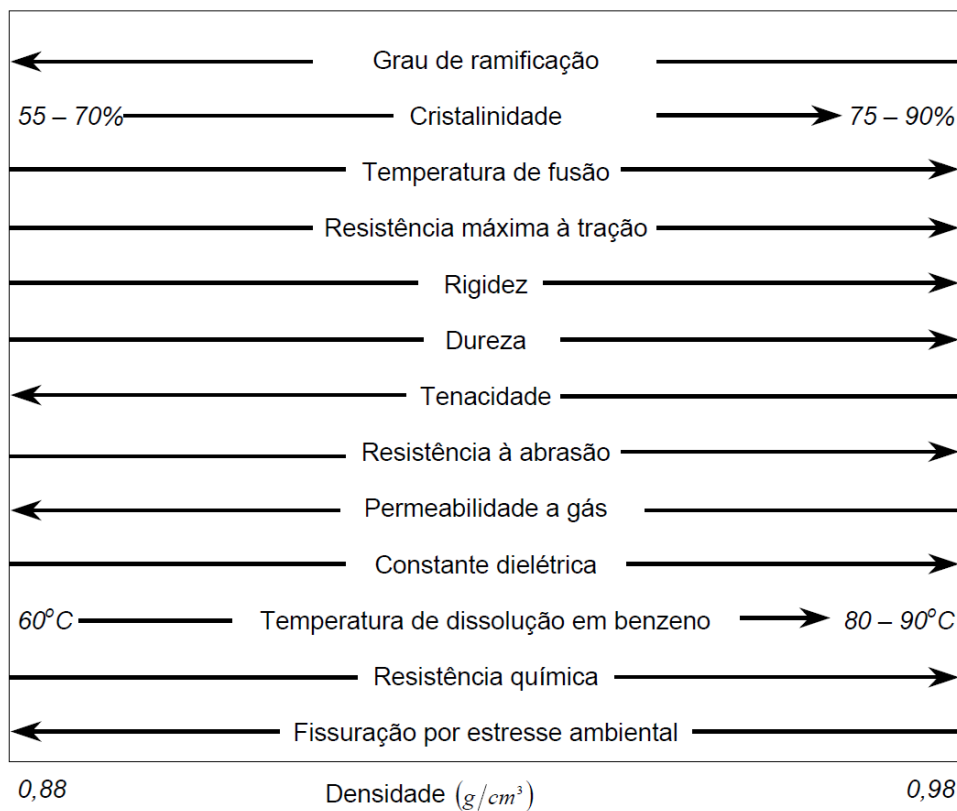 Grau de ramificação
55 – 70% Cristalinidade 75 – 90%
Temperatura de fusão
Resistência máxima à tração
Rigidez
Dureza
Tenacidade
Resistência à abrasão
Permeabilidade a gás
Constante dielétrica
60°C Temperatura de dissolução em benzeno 80 – 90°C
Resistência química
Fissuração por estresse ambiental
0,88 Densidade (g/cm³) 0,98